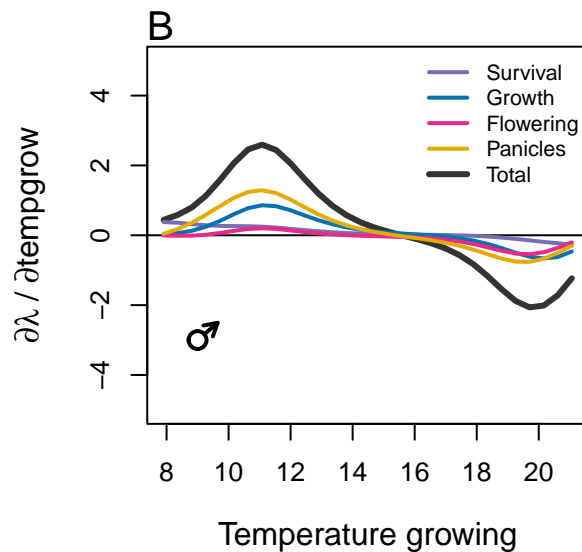 B
Survival
Growth
Flowering
Panicles
Total
∂λ / ∂tempgrow
4
2
0
−2
−4
♂
8 10 12 14 16 18 20
Temperature growing